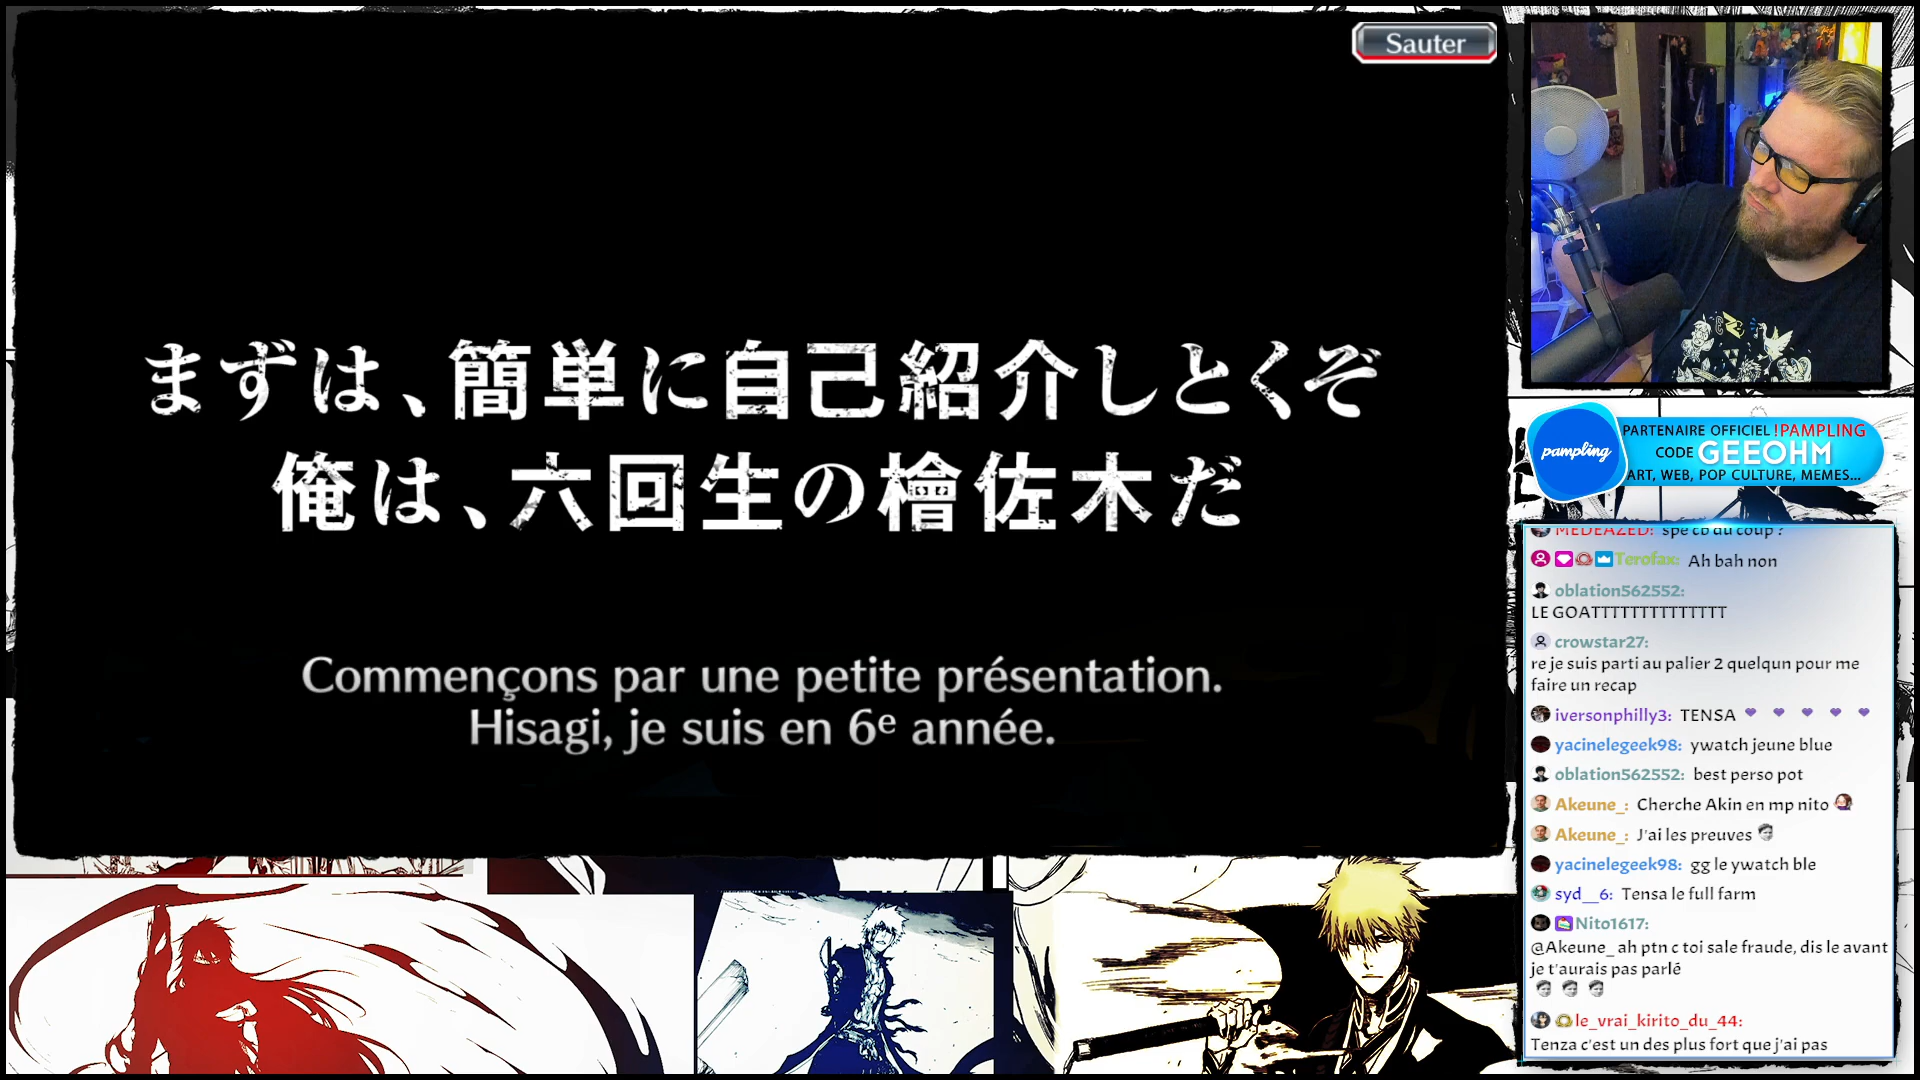 Sauter
まずは、簡単に自己紹介しとくぞ
俺は、六回生の檜佐木だ
Commençons par une petite présentation.
Hisagi, je suis en 6e année.
PARTENAIRE OFFICIEL !PAMPLING
pampling
CODE GEEOHM
ART, WEB, POP CULTURE, MEMES...
MEDEAZED: spe cb du coup ?
Terofax: Ah bah non
oblation562552:
LE GOATTTTTTTTTTTTTT
crowstar27:
re je suis parti au palier 2 quelqun pour me
faire un recap
iversonphilly3: TENSA
yacinelegeek98: ywatch jeune blue
oblation562552: best perso pot
Akeune_: Cherche Akin en mp nito
Akeune_: J'ai les preuves
yacinelegeek98: gg le ywatch ble
syd__6: Tensa le full farm
Nito1617:
@Akeune_ ah ptn c toi sale fraude, dis le avant
je t'aurais pas parlé
le_vrai_kirito_du_44:
Tenza c'est un des plus fort que j'ai pas